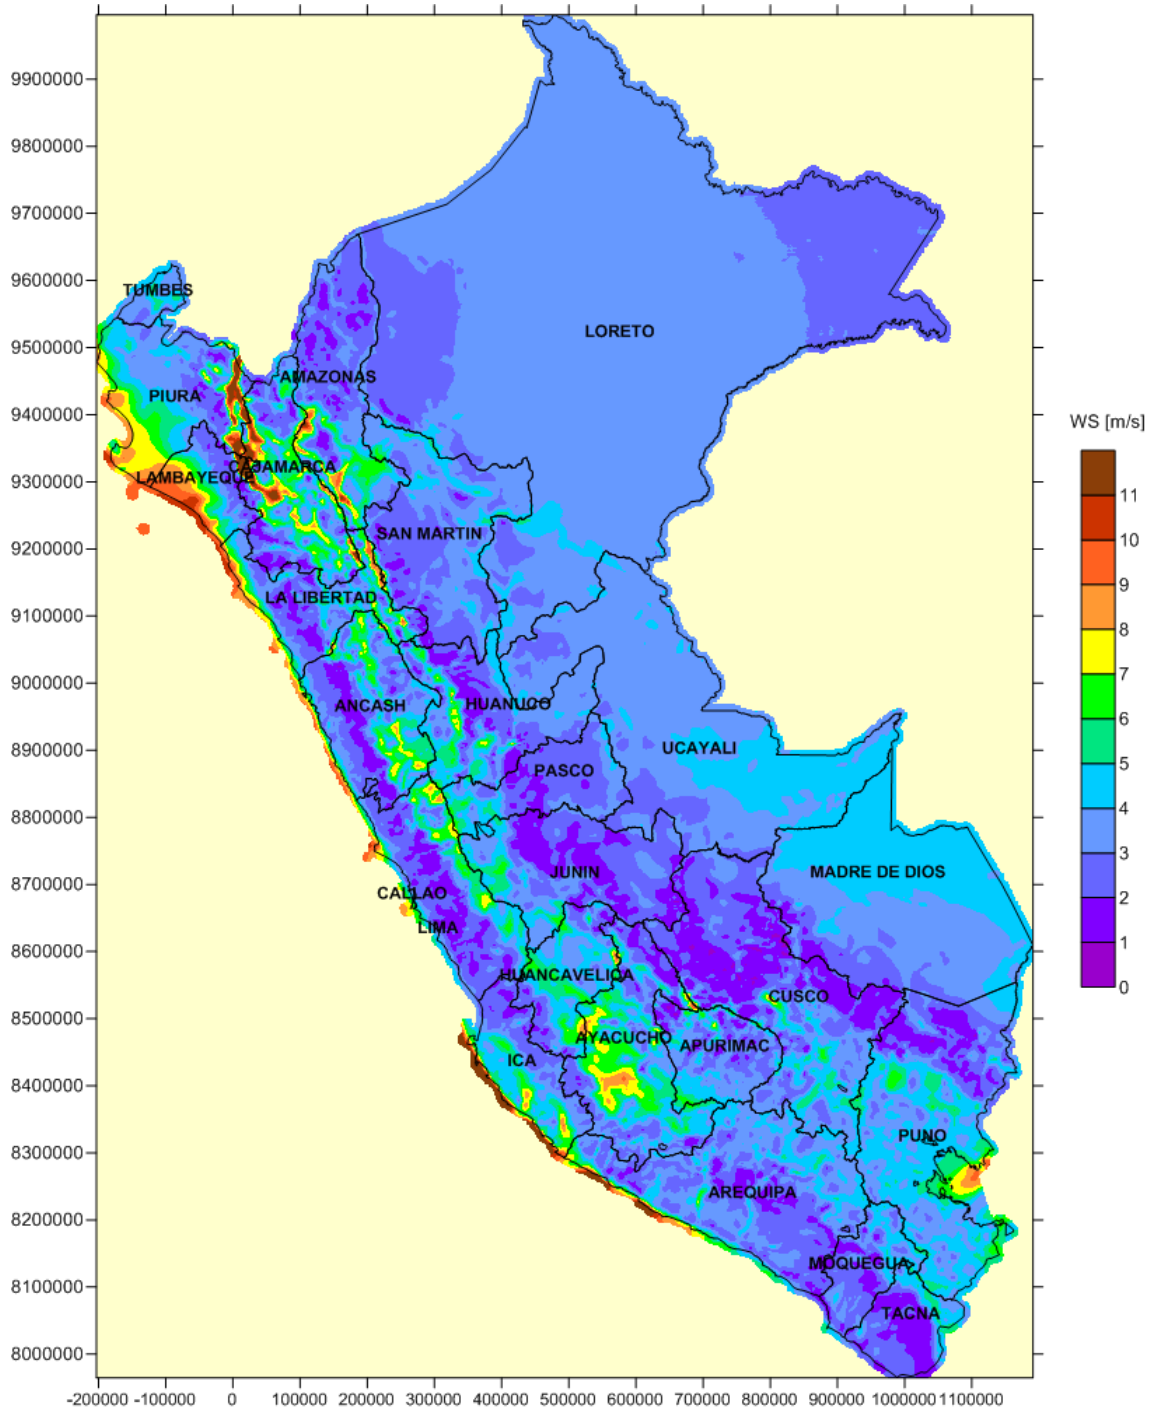 9900000
9800000
9700000
9600000
9500000
9400000
9300000
9200000
9100000
9000000
8900000
8800000
8700000
8600000
8500000
8400000
8300000
8200000
8100000
8000000
TUMBES
LORETO
AMAZONAS
PIURA
CAJAMARCA
LAMBAYEQUE
SAN MARTIN
LA LIBERTAD
ANCASH
HUANUCO
UCAYALI
PASCO
JUNIN
MADRE DE DIOS
CALLAO
LIMA
HUANCAVELICA
CUSCO
AYACUCHO
APURIMAC
ICA
PUNO
AREQUIPA
MOQUEGUA
TACNA
WS [m/s]
11
10
9
8
7
6
5
4
3
2
1
0
-200000 -100000 0 100000 200000 300000 400000 500000 600000 700000 800000 900000 1000000 1100000